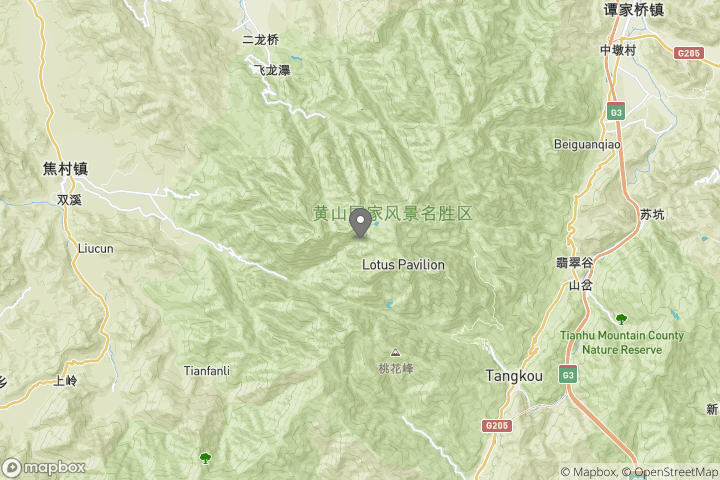 谭家桥镇
二龙桥
中墩村
G205
飞龙瀑
G3
Beiguanqiao
焦村镇
双溪
黄山国家风景名胜区
苏坑
Liucun
Lotus Pavilion
翡翠谷
山岔
Tianhu Mountain County
Nature Reserve
桃花峰
Tianfanli
Tangkou
G3
上岭
乡
新
G205
G3
mapbox
© Mapbox, © OpenStreetMap